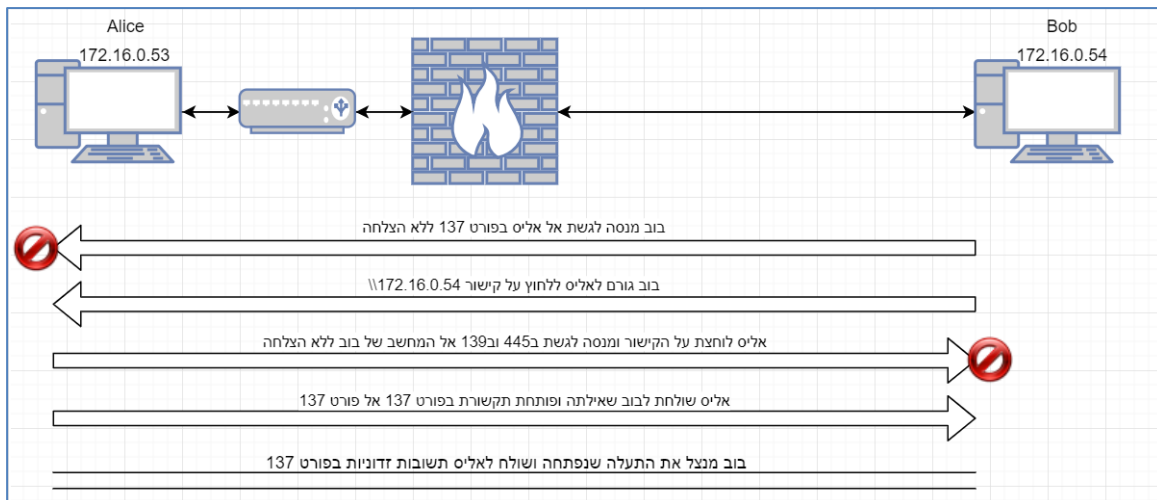 Alice
172.16.0.53
Bob
172.16.0.54
בוב מנסה לגשת אל אליס בפורט 137 ללא הצלחה
בוב גורם לאליס ללחוץ על קישור 172.16.0.54\\
אליס לוחצת על הקישור ומנסה לגשת ב445 וב139 אל המחשב של בוב ללא הצלחה
אליס שולחת לבוב שאילתה ופותחת תקשורת בפורט 137 אל פורט 137
בוב מנצל את התעלה שנפתחה ושולח לאליס תשובות זדוניות בפורט 137